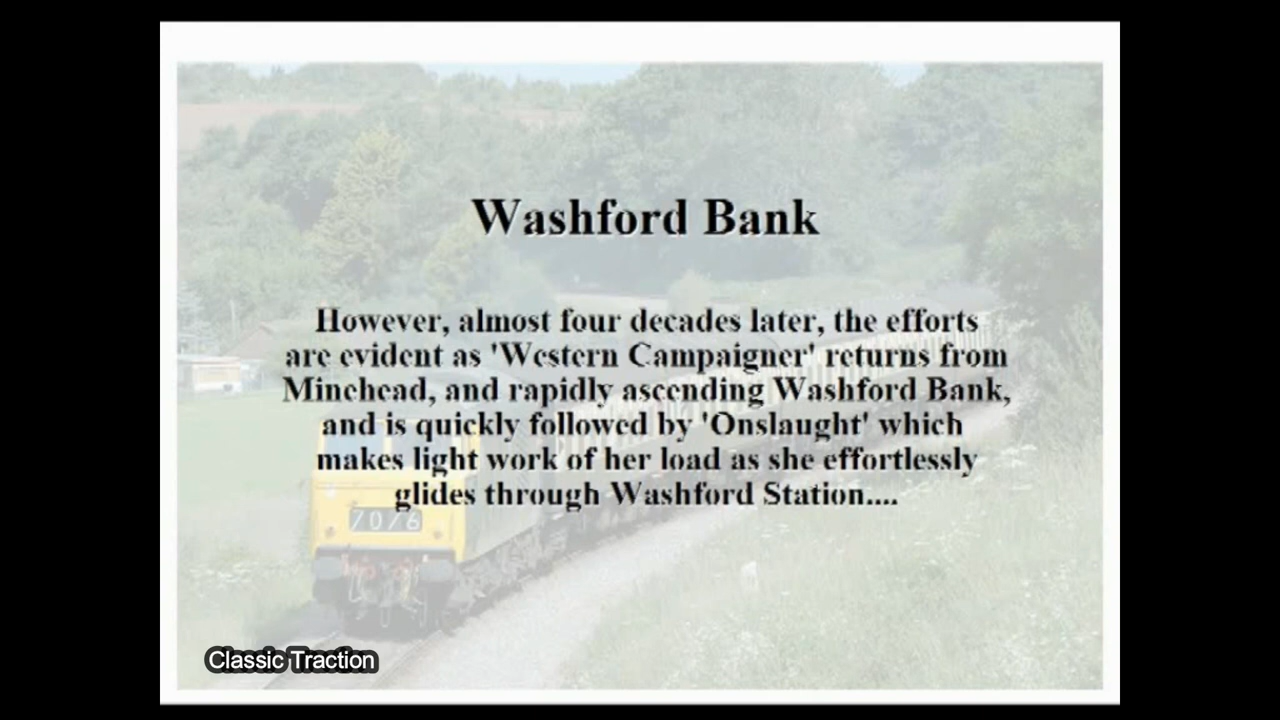 Washford Bank
However, almost four decades later, the efforts
are evident as 'Western Campaigner' returns from
Minehead, and rapidly ascending Washford Bank,
and is quickly followed by 'Onslaught' which
makes light work of her load as she effortlessly
glides through Washford Station....
7076
Classic Traction